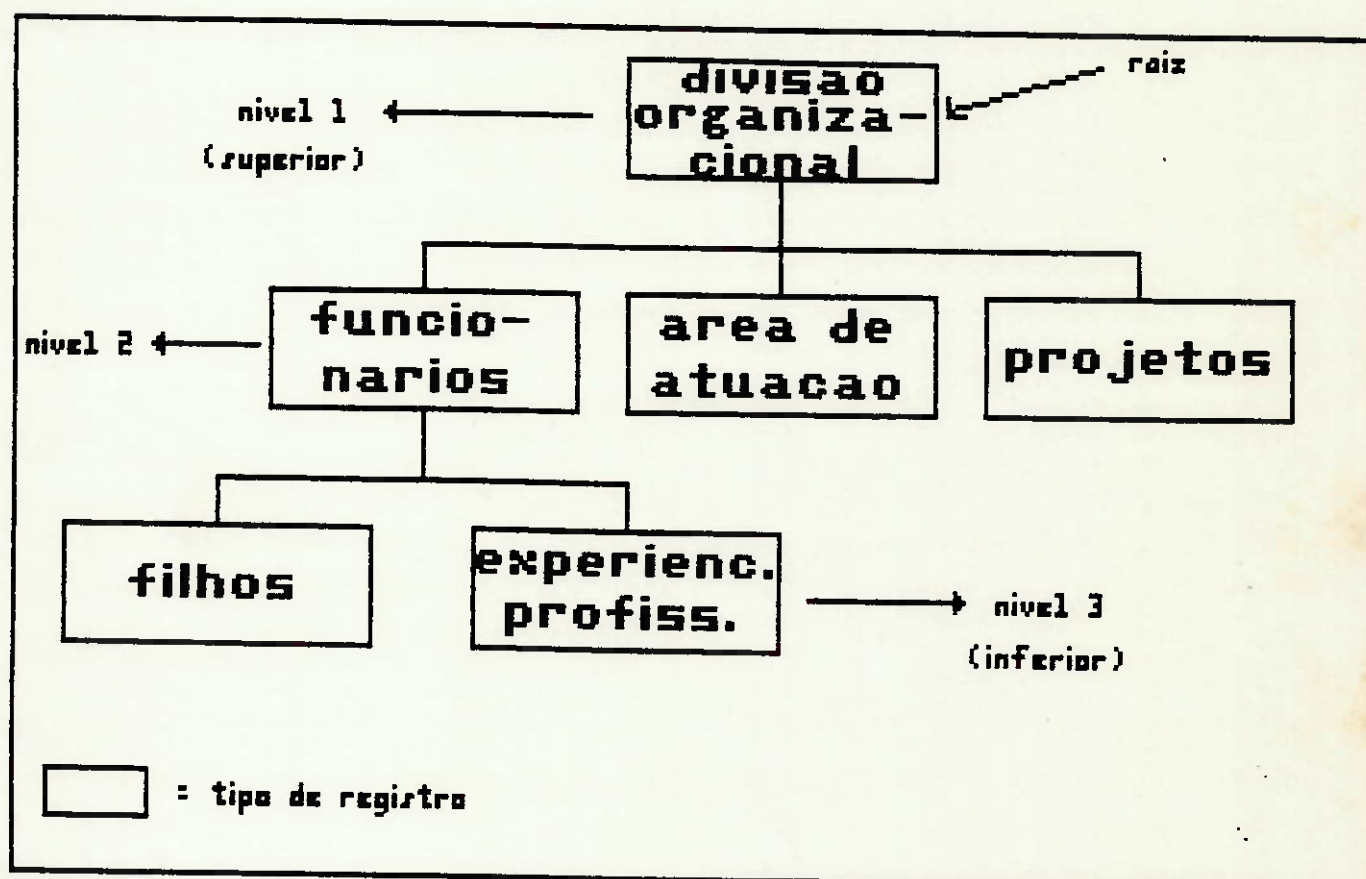 divisao
organiza-
cional
raiz
nivel 1
(superior)
funcio-
narios
area de
atuacao
projetos
nivel 2
filhos
experienc.
profiss.
nivel 3
(inferior)
= tipo de registro